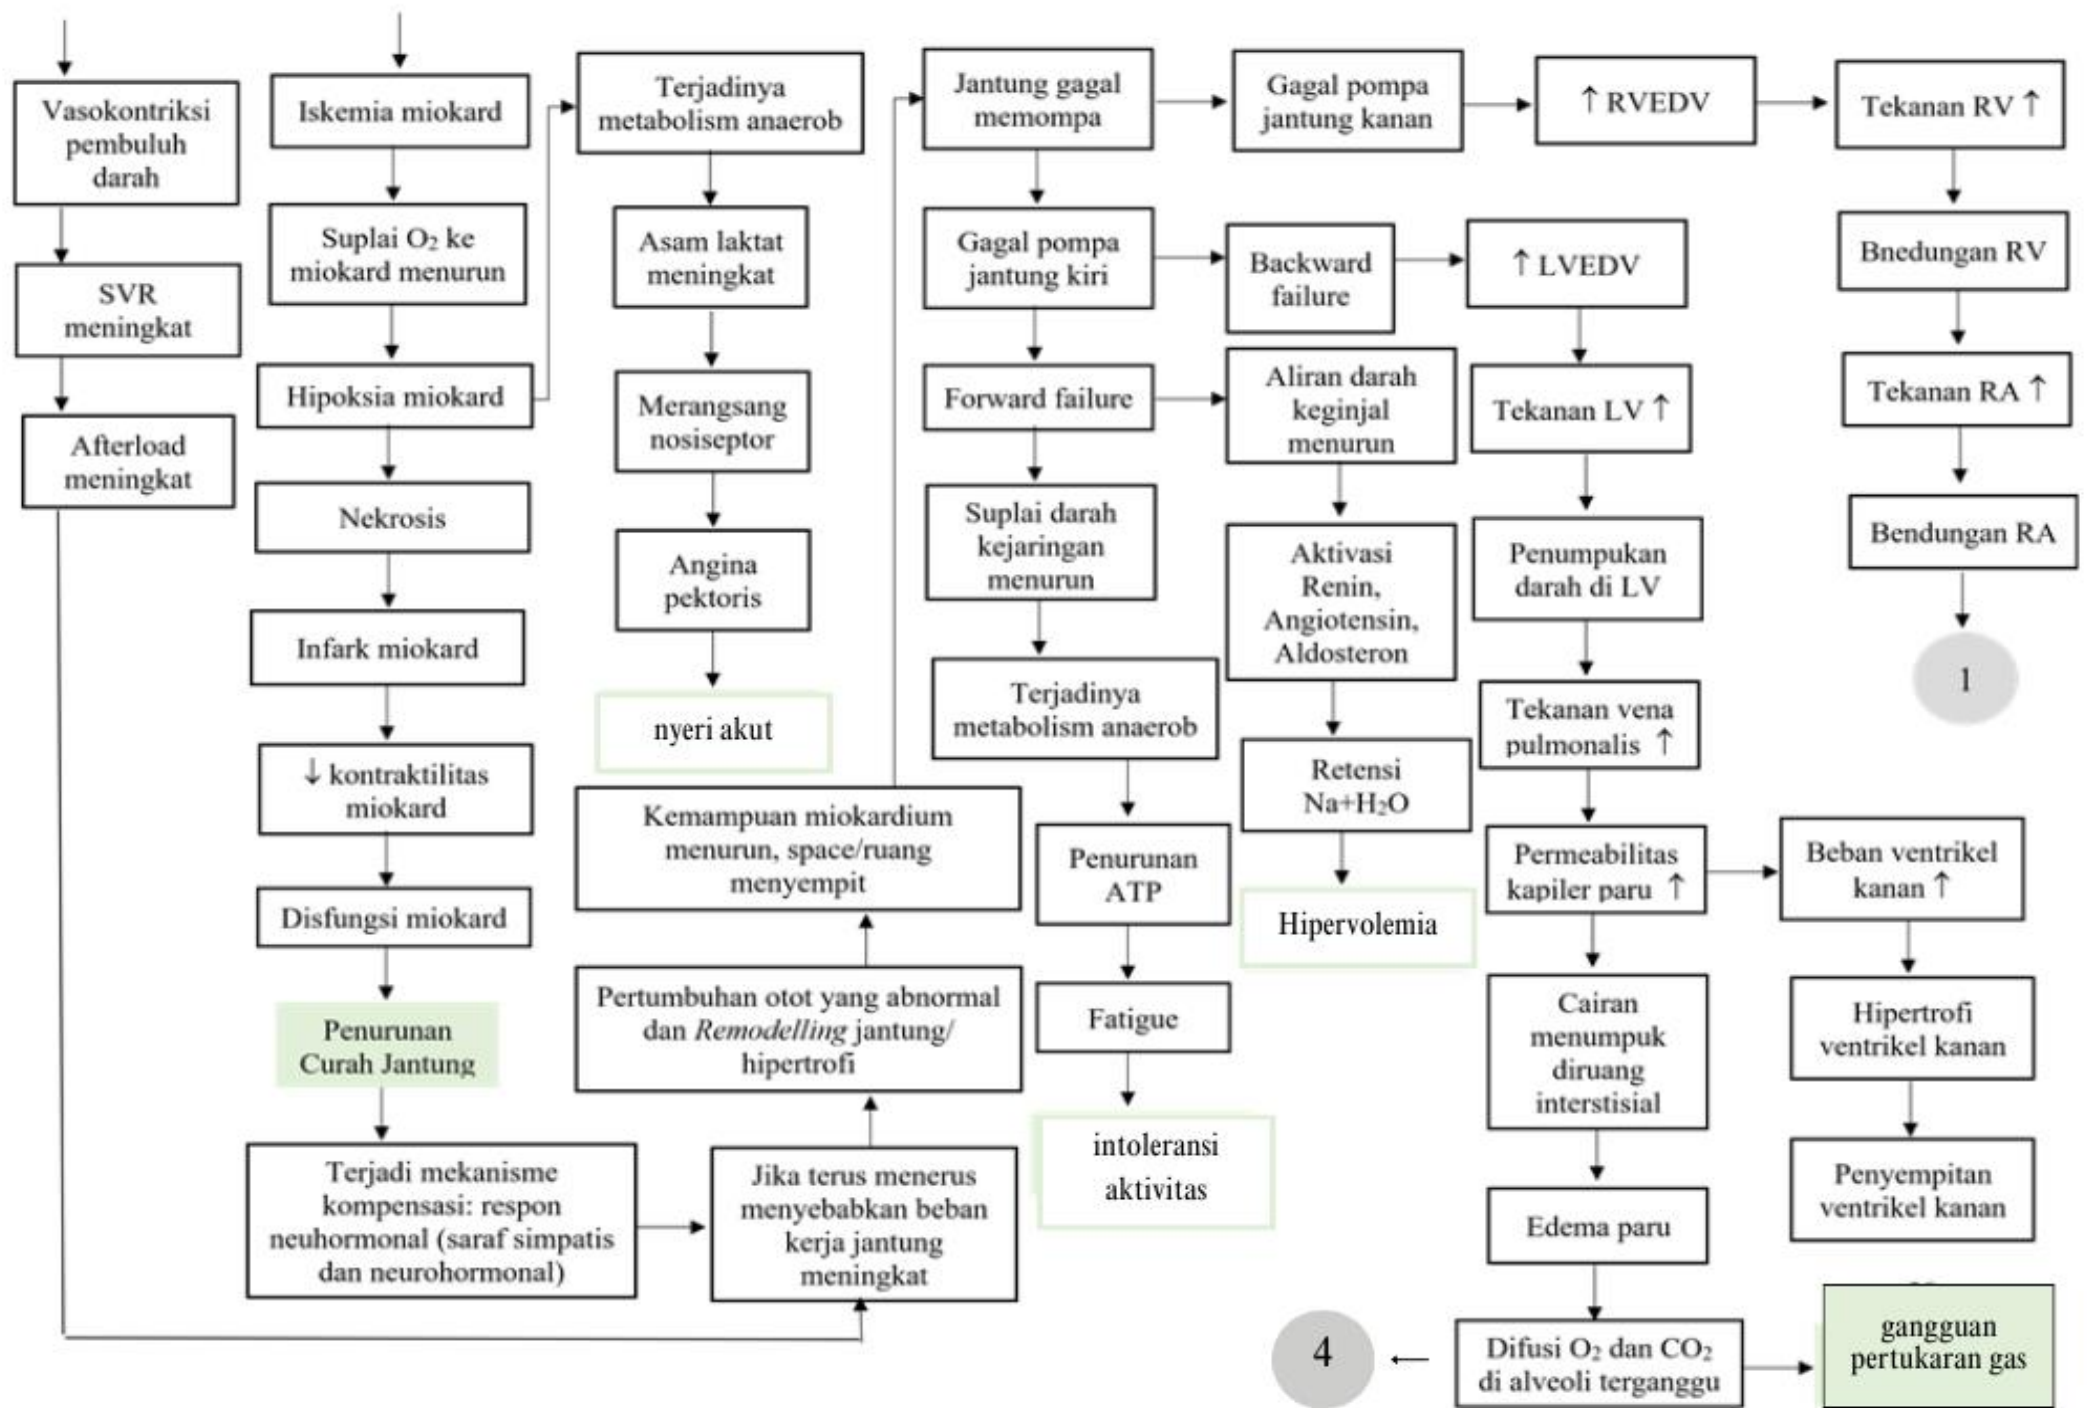 Vasokontriksi
pembuluh
darah
SVR
meningkat
Afterload
meningkat
Iskemia miokard
Suplai O₂ ke
miokard menurun
Hipoksia miokard
Nekrosis
Infark miokard
↓ kontraktilitas
miokard
Disfungsi miokard
Penurunan
Curah Jantung
Terjadi mekanisme
kompensasi: respon
neuhormonal (saraf simpatis
dan neurohormonal)
Terjadinya
metabolism anaerob
Asam laktat
meningkat
Merangsang
nosiseptor
Angina
pektoris
nyeri akut
Kemampuan miokardium
menurun, space/ruang
menyempit
Pertumbuhan otot yang abnormal
dan Remodelling jantung/
hipertrofi
Jika terus menerus
menyebabkan beban
kerja jantung
meningkat
Jantung gagal
memompa
Gagal pompa
jantung kiri
Forward failure
Suplai darah
kejaringan
menurun
Terjadinya
metabolism anaerob
Penurunan
ATP
Fatigue
intoleransi
aktivitas
Gagal pompa
jantung kanan
Backward
failure
Aliran darah
keginjal
menurun
Aktivasi
Renin,
Angiotensin,
Aldosteron
Retensi
Na+H₂O
Hipervolemia
↑ RVEDV
↑ LVEDV
Tekanan LV ↑
Penumpukan
darah di LV
Tekanan vena
pulmonalis ↑
Permeabilitas
kapiler paru ↑
Cairan
menumpuk
diruang
interstisial
Edema paru
Difusi O₂ dan CO₂
di alveoli terganggu
4
Tekanan RV ↑
Bnedungan RV
Tekanan RA ↑
Bendungan RA
1
Beban ventrikel
kanan ↑
Hipertrofi
ventrikel kanan
Penyempitan
ventrikel kanan
gangguan
pertukaran gas